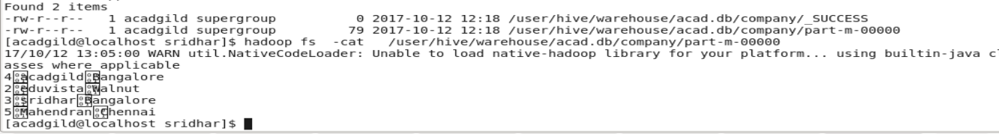 Found 2 items
-rw-r--r--   1 acadgild supergroup          0 2017-10-12 12:18 /user/hive/warehouse/acad.db/company/_SUCCESS
-rw-r--r--   1 acadgild supergroup         79 2017-10-12 12:18 /user/hive/warehouse/acad.db/company/part-m-00000
[acadgild@localhost sridhar]$ hadoop fs  -cat   /user/hive/warehouse/acad.db/company/part-m-00000
17/10/12 13:05:00 WARN util.NativeCodeLoader: Unable to load native-hadoop library for your platform... using builtin-java cl
asses where applicable
4acadgildBangalore
2eduvistaWalnut
3SridharBangalore
5MahendranChennai
[acadgild@localhost sridhar]$